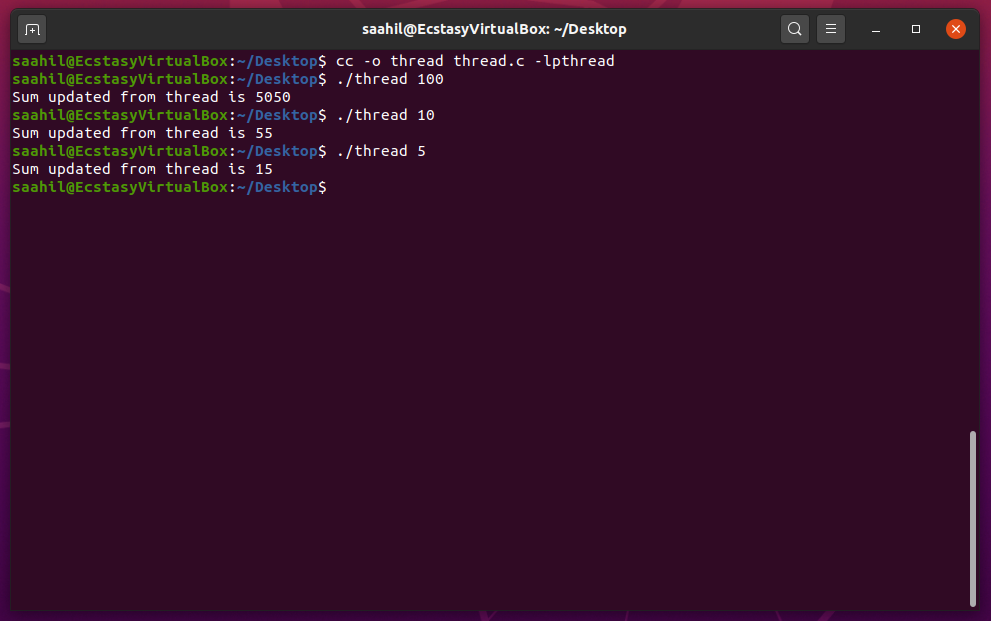 saahil@EcstasyVirtualBox: ~/Desktop
saahil@EcstasyVirtualBox:~/Desktop$ cc -o thread thread.c -lpthread
saahil@EcstasyVirtualBox:~/Desktop$ ./thread 100
Sum updated from thread is 5050
saahil@EcstasyVirtualBox:~/Desktop$ ./thread 10
Sum updated from thread is 55
saahil@EcstasyVirtualBox:~/Desktop$ ./thread 5
Sum updated from thread is 15
saahil@EcstasyVirtualBox:~/Desktop$